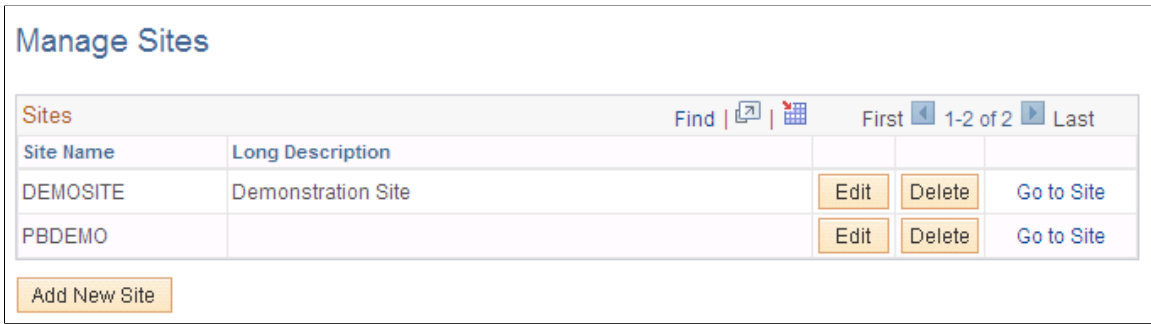 Manage Sites
Sites Find | | First 1-2 of 2 Last
Site Name Long Description
DEMOSITE Demonstration Site Edit Delete Go to Site
PBDEMO Edit Delete Go to Site
Add New Site